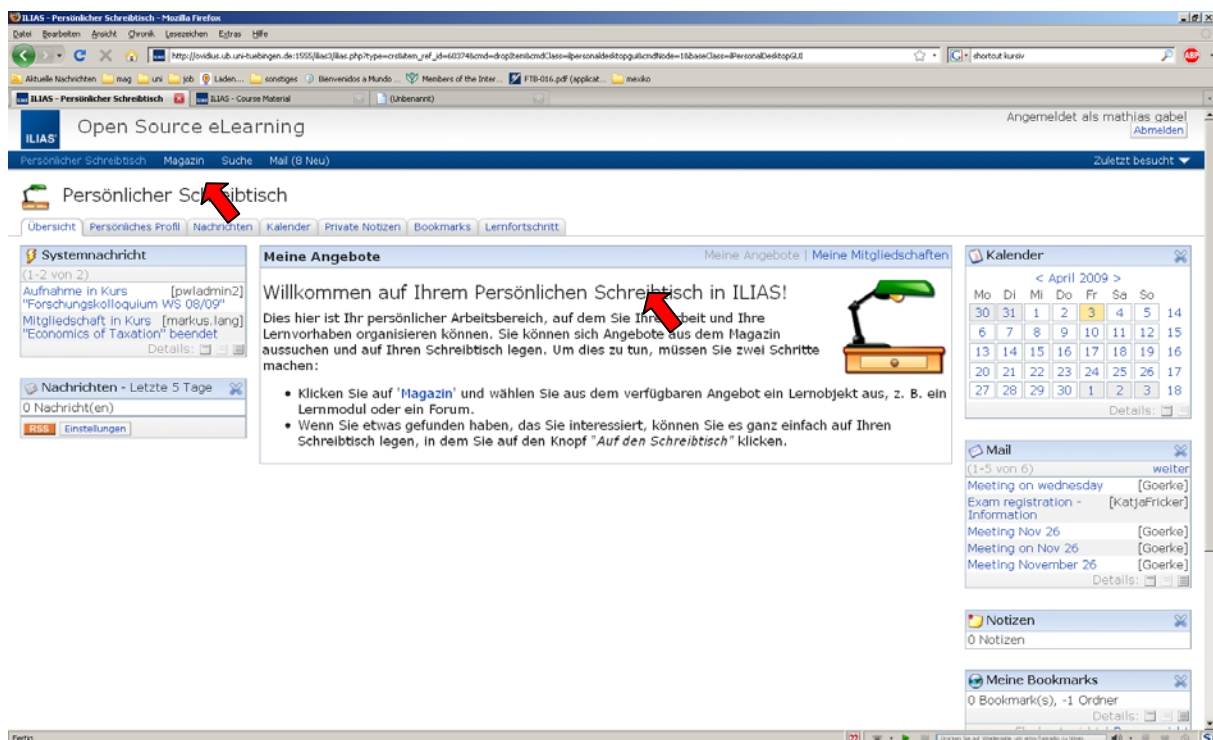 ILIAS - Persönlicher Schreibtisch - Mozilla Firefox
Datei Bearbeiten Ansicht Chronik Lesezeichen Extras Hilfe
shortcut kursiv
ABP
Aktuelle Nachrichten mag uni job Laden... sonstiges Bienvenidos a Mundo ... Members of the Inter... FTB-016.pdf (applicat... mexiko
ILIAS - Persönlicher Schreibtisch ILIAS - Course Material (Unbenannt)
ILIAS Open Source eLearning
Angemeldet als mathias gabel
Abmelden
Persönlicher Schreibtisch Magazin Suche Mail (8 Neu) Zuletzt besucht
Persönlicher Schreibtisch
Übersicht Persönliches Profil Nachrichten Kalender Private Notizen Bookmarks Lernfortschritt
Systemnachricht
(1-2 von 2)
Aufnahme in Kurs [pwladmin2]
"Forschungskolloquium WS 08/09"
Mitgliedschaft in Kurs [markus.lang]
"Economics of Taxation" beendet
Details:
Nachrichten - Letzte 5 Tage
0 Nachricht(en)
RSS Einstellungen
Meine Angebote Meine Angebote | Meine Mitgliedschaften
Willkommen auf Ihrem Persönlichen Schreibtisch in ILIAS!
Dies hier ist Ihr persönlicher Arbeitsbereich, auf dem Sie Ihre Arbeit und Ihre
Lernvorhaben organisieren können. Sie können sich Angebote aus dem Magazin
aussuchen und auf Ihren Schreibtisch legen. Um dies zu tun, müssen Sie zwei Schritte
machen:
• Klicken Sie auf 'Magazin' und wählen Sie aus dem verfügbaren Angebot ein Lernobjekt aus, z. B. ein
Lernmodul oder ein Forum.
• Wenn Sie etwas gefunden haben, das Sie interessiert, können Sie es ganz einfach auf Ihren
Schreibtisch legen, in dem Sie auf den Knopf "Auf den Schreibtisch" klicken.
Kalender
< April 2009 >
Mo Di Mi Do Fr Sa So
30 31 1 2 3 4 5 14
6 7 8 9 10 11 12 15
13 14 15 16 17 18 19 16
20 21 22 23 24 25 26 17
27 28 29 30 1 2 3 18
Details:
Mail
(1-5 von 6) weiter
Meeting on wednesday [Goerke]
Exam registration - [KatjaFricker]
Information
Meeting Nov 26 [Goerke]
Meeting on Nov 26 [Goerke]
Meeting November 26 [Goerke]
Details:
Notizen
0 Notizen
Meine Bookmarks
0 Bookmark(s), -1 Ordner
Details:
Fertig